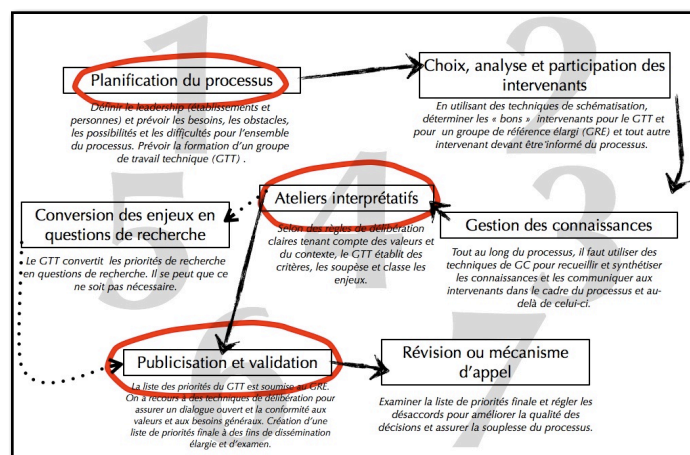 1
Planification du processus
Définir le leadership (établissements et
personnes) et prévoir les besoins, les obstacles,
les possibilités et les difficultés pour l'ensemble
du processus. Prévoir la formation d'un groupe
de travail technique (GTT) .
2
Choix, analyse et participation des
intervenants
En utilisant des techniques de schématisation,
déterminer les « bons » intervenants pour le GTT et
pour un groupe de référence élargi (GRE) et tout autre
intervenant devant être informé du processus.
3
Gestion des connaissances
Tout au long du processus, il faut utiliser des
techniques de GC pour recueillir et synthétiser
les connaissances et les communiquer aux
intervenants dans le cadre du processus et au-
delà de celui-ci.
4
Ateliers interprétatifs
Selon des règles de délibération
claires tenant compte des valeurs et du
contexte, le GTT établit des
critères, les soupèse et classe les
enjeux.
5
Conversion des enjeux en
questions de recherche
Le GTT convertit les priorités de recherche
en questions de recherche. Il se peut que ce
ne soit pas nécessaire.
6
Publicisation et validation
La liste des priorités du GTT est soumise au GRE.
On a recours à des techniques de délibération pour
assurer un dialogue ouvert et la conformité aux
valeurs et aux besoins généraux. Création d'une
liste de priorités finale à des fins de dissémination
élargie et d'examen.
7
Révision ou mécanisme
d'appel
Examiner la liste de priorités finale et régler les
désaccords pour améliorer la qualité des
décisions et assurer la souplesse du processus.